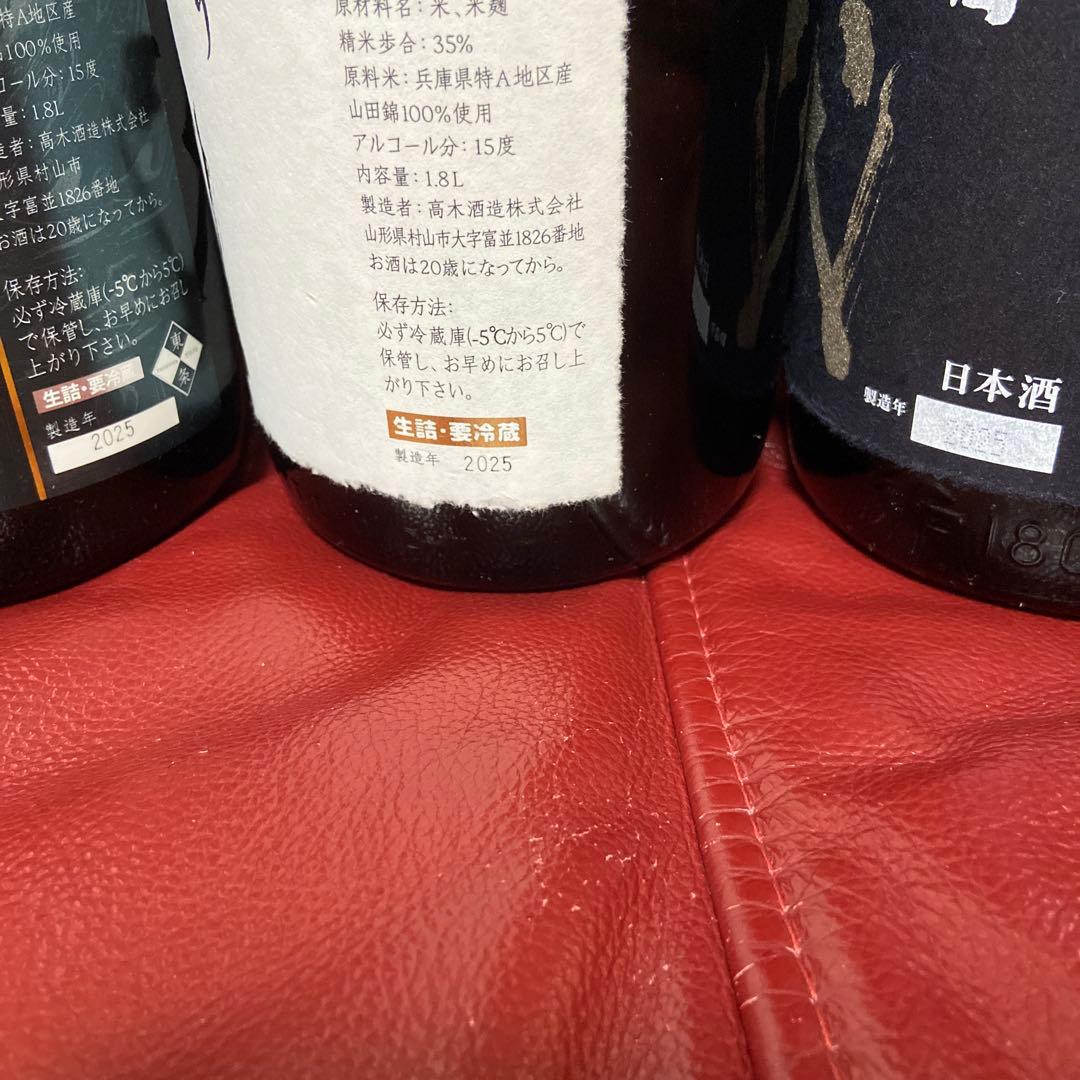 特A地区産
100%使用
コール分：15度
量：1.8L
造者：高木酒造株式会社
形県村山市
大字富並1826番地
お酒は20歳になってから。
保存方法：
必ず冷蔵庫(-5℃から5℃)
で保管し、お早めにお召し
上がり下さい。
東
条
生詰・要冷蔵
製造年
2025
原材料名：米、米麹
精米歩合：35%
原料米：兵庫県特A地区産
山田錦100%使用
アルコール分：15度
内容量：1.8L
製造者：高木酒造株式会社
山形県村山市大字富並1826番地
お酒は20歳になってから。
保存方法：
必ず冷蔵庫(-5℃から5℃)で
保管し、お早めにお召し上
がり下さい。
生詰・要冷蔵
製造年 2025
日本酒
製造年
2025
180